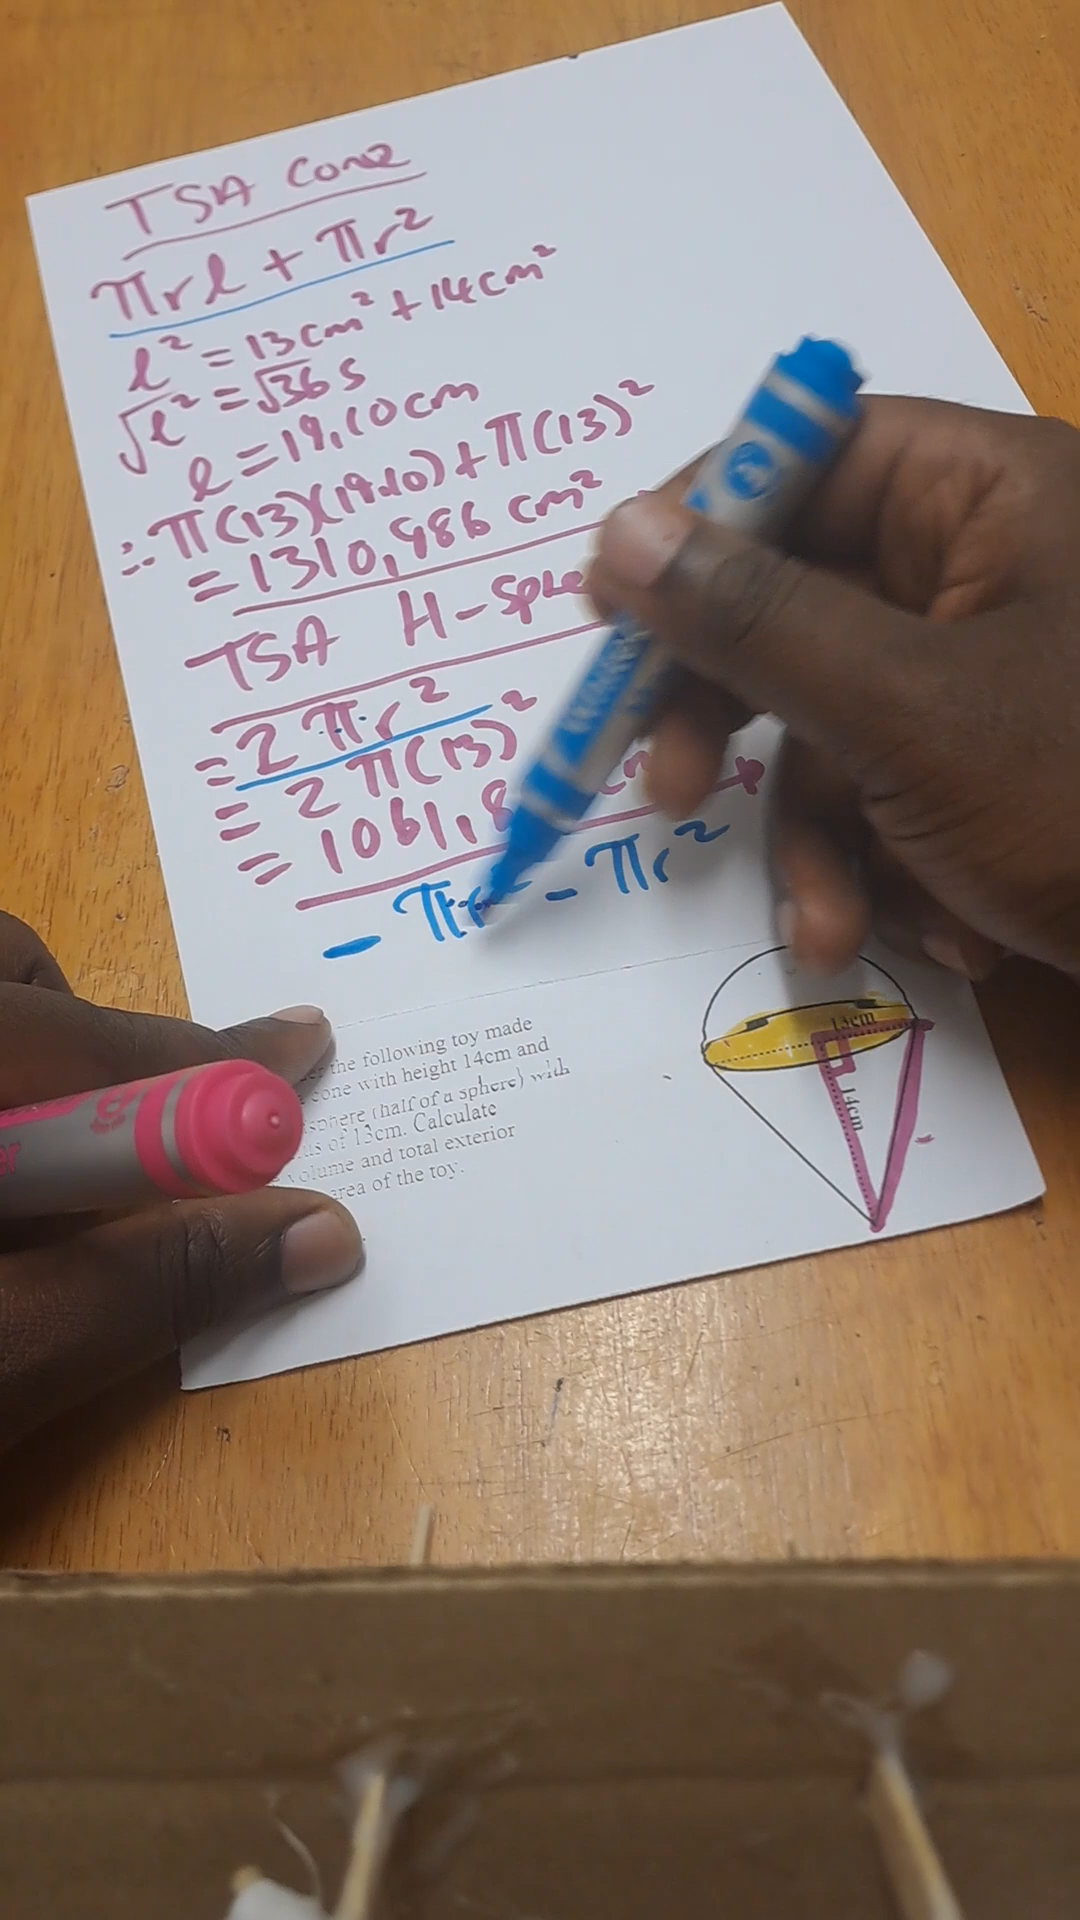 TSA Cone
πrl + πr²
l² = 13cm² + 14cm²
√l² = √365
l = 19,10cm
∴ π(13)(19.10) + π(13)²
= 1310,986 cm²
TSA H-Sphe
= 2πr²
= 2π(13)²
= 1061,8
- πr² - πr²
the following toy made
cone with height 14cm and
sphere (half of a sphere) with
of 13cm. Calculate
volume and total exterior
area of the toy.
13cm
14cm